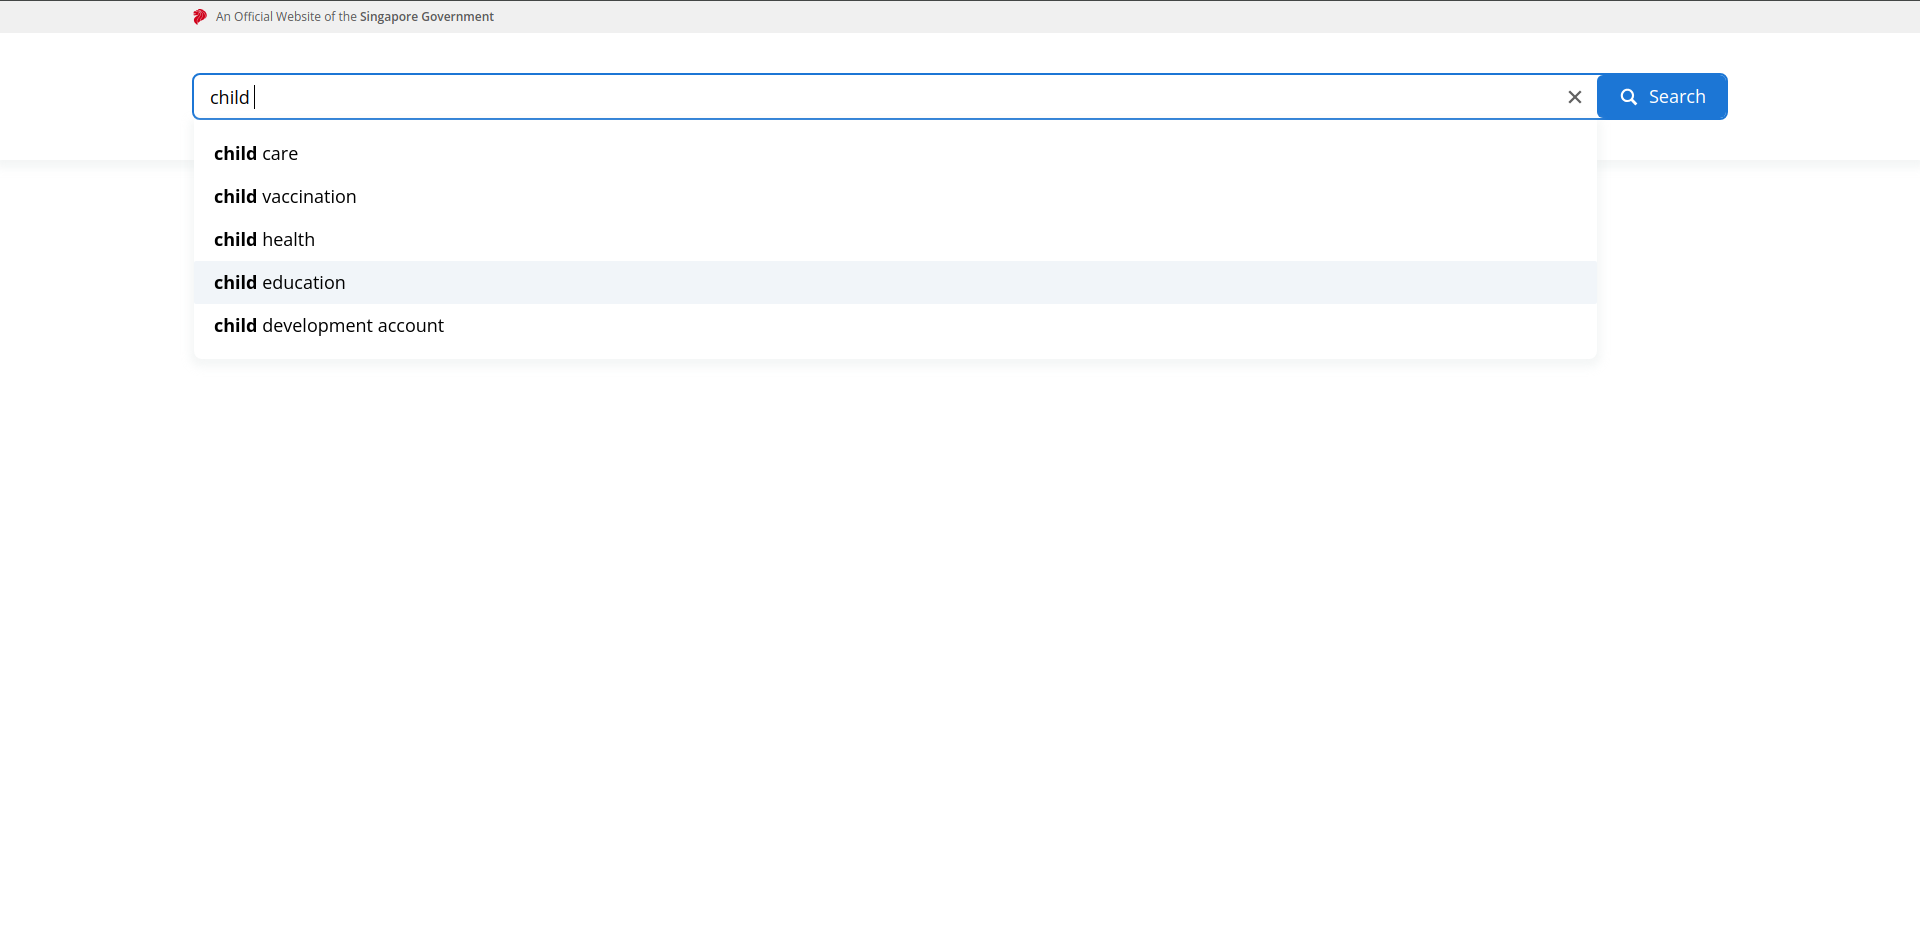 An Official Website of the Singapore Government
child
Search
child care
child vaccination
child health
child education
child development account